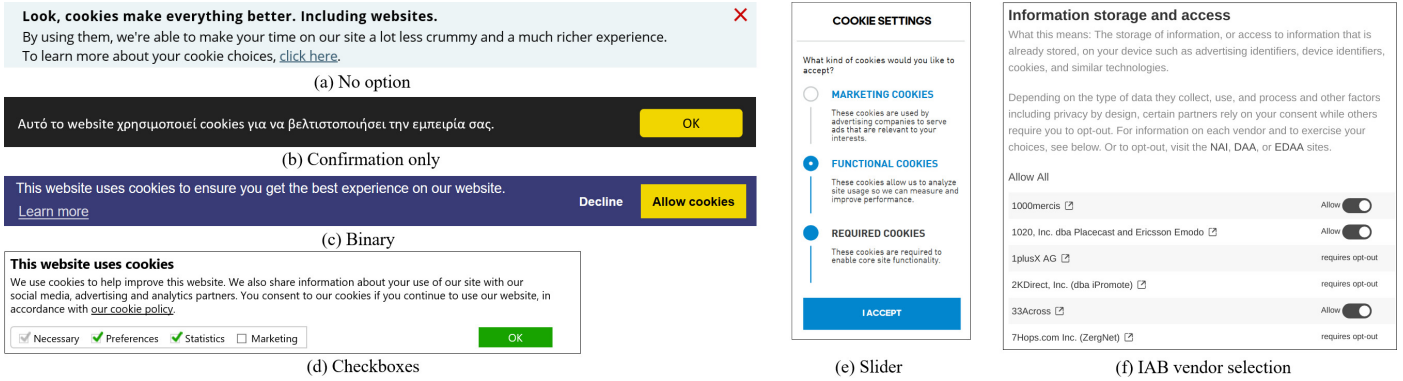 Look, cookies make everything better. Including websites.
By using them, we're able to make your time on our site a lot less crummy and a much richer experience.
To learn more about your cookie choices, click here.
(a) No option
Αυτό το website χρησιμοποιεί cookies για να βελτιστοποιήσει την εμπειρία σας.
OK
(b) Confirmation only
This website uses cookies to ensure you get the best experience on our website.
Learn more
Decline
Allow cookies
(c) Binary
This website uses cookies
We use cookies to help improve this website. We also share information about your use of our site with our
social media, advertising and analytics partners. You consent to our cookies if you continue to use our website, in
accordance with our cookie policy.
Necessary Preferences Statistics Marketing
OK
(d) Checkboxes
COOKIE SETTINGS
What kind of cookies would you like to
accept?
MARKETING COOKIES
These cookies are used by
advertising companies to serve
ads that are relevant to your
interests.
FUNCTIONAL COOKIES
These cookies allow us to analyze
site usage so we can measure and
improve performance.
REQUIRED COOKIES
These cookies are required to
enable core site functionality.
I ACCEPT
(e) Slider
Information storage and access
What this means: The storage of information, or access to information that is
already stored, on your device such as advertising identifiers, device identifiers,
cookies, and similar technologies.
Depending on the type of data they collect, use, and process and other factors
including privacy by design, certain partners rely on your consent while others
require you to opt-out. For information on each vendor and to exercise your
choices, see below. Or to opt-out, visit the NAI, DAA, or EDAA sites.
Allow All
1000mercis Allow
1020, Inc. dba Placecast and Ericsson Emodo Allow
1plusX AG requires opt-out
2KDirect, Inc. (dba iPromote) requires opt-out
33Across Allow
7Hops.com Inc. (ZergNet) requires opt-out
(f) IAB vendor selection